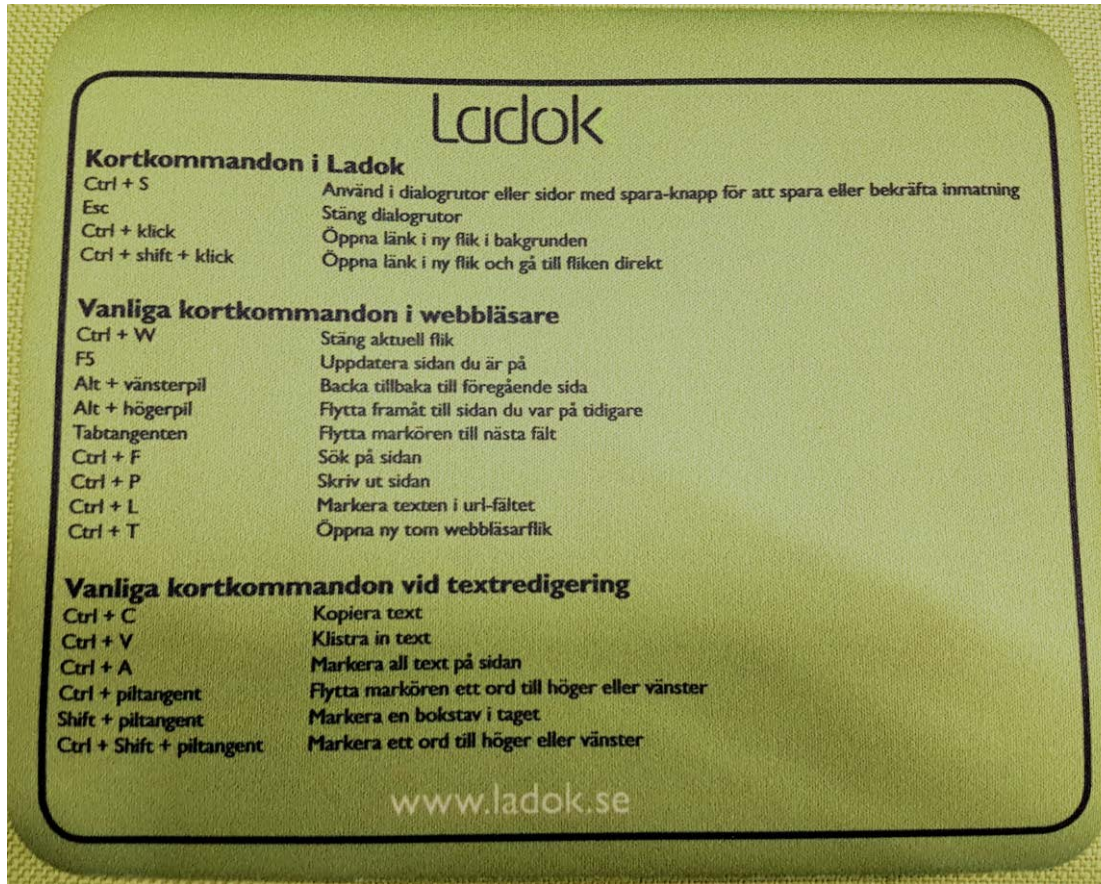 Ladok
Kortkommandon i Ladok
Ctrl + S Använd i dialogrutor eller sidor med spara-knapp för att spara eller bekräfta inmatning
Esc Stäng dialogrutor
Ctrl + klick Öppna länk i ny flik i bakgrunden
Ctrl + shift + klick Öppna länk i ny flik och gå till fliken direkt
Vanliga kortkommandon i webbläsare
Ctrl + W Stäng aktuell flik
F5 Uppdatera sidan du är på
Alt + vänsterpil Backa tillbaka till föregående sida
Alt + högerpil Flytta framåt till sidan du var på tidigare
Tabtangenten Flytta markören till nästa fält
Ctrl + F Sök på sidan
Ctrl + P Skriv ut sidan
Ctrl + L Markera texten i url-fältet
Ctrl + T Öppna ny tom webbläsarflik
Vanliga kortkommandon vid textredigering
Ctrl + C Kopiera text
Ctrl + V Klistra in text
Ctrl + A Markera all text på sidan
Ctrl + piltangent Flytta markören ett ord till höger eller vänster
Shift + piltangent Markera en bokstav i taget
Ctrl + Shift + piltangent Markera ett ord till höger eller vänster
www.ladok.se